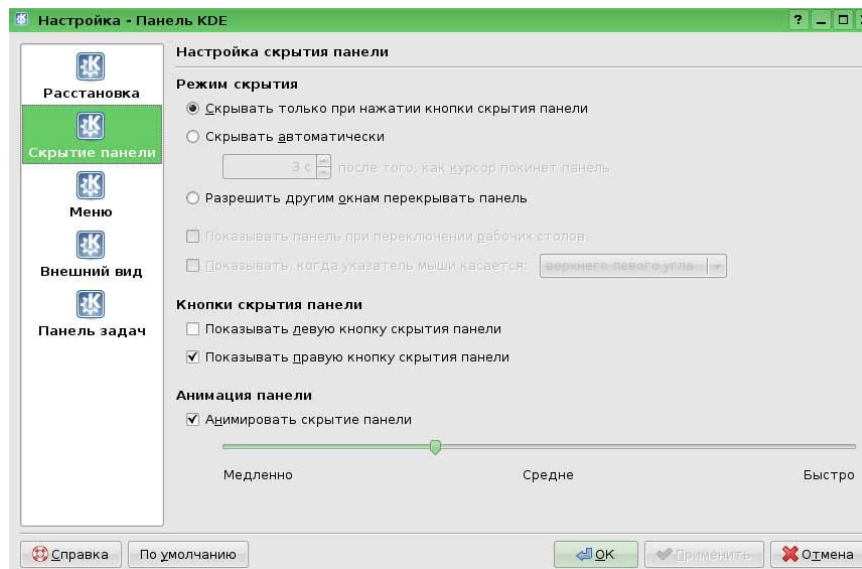 Настройка - Панель KDE
Расстановка
Скрытие панели
Меню
Внешний вид
Панель задач
Настройка скрытия панели
Режим скрытия
Скрывать только при нажатии кнопки скрытия панели
Скрывать автоматически
3 с после того, как курсор покинет панель
Разрешить другим окнам перекрывать панель
Показывать панель при переключении рабочих столов.
Показывать, когда указатель мыши касается: верхнего левого угла
Кнопки скрытия панели
Показывать левую кнопку скрытия панели
Показывать правую кнопку скрытия панели
Анимация панели
Анимировать скрытие панели
Медленно Средне Быстро
Справка По умолчанию OK Применить Отмена